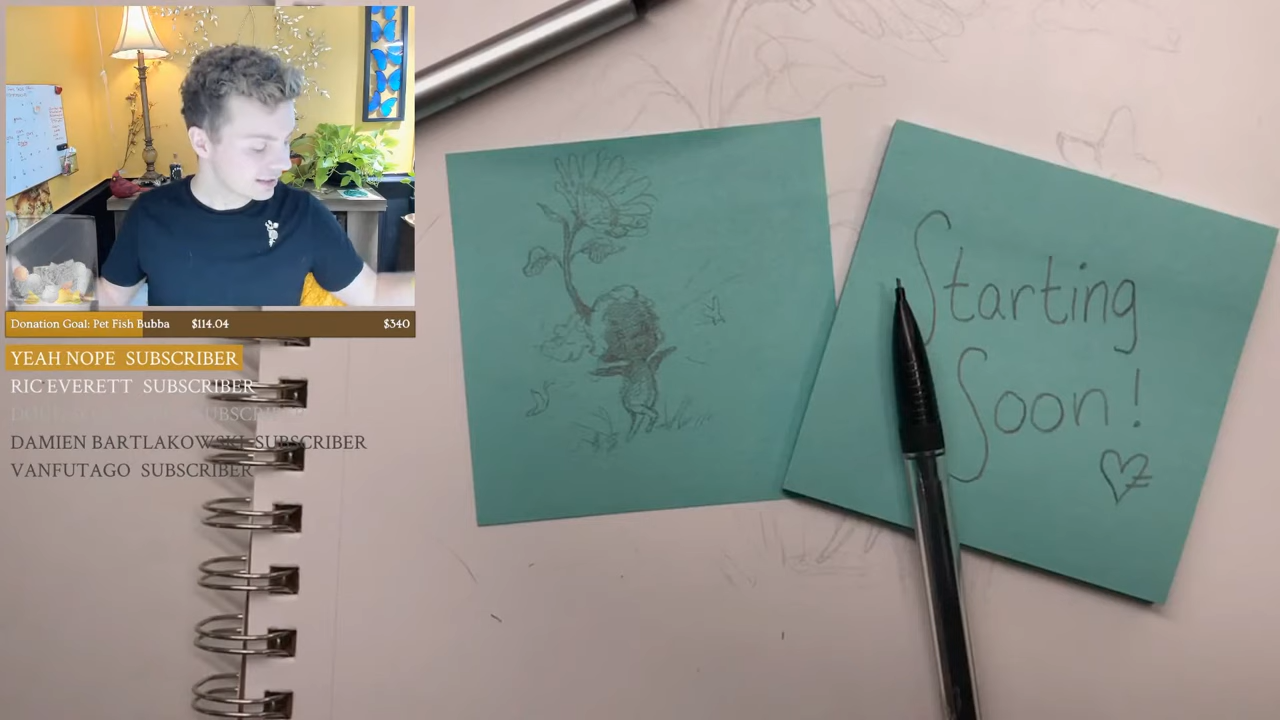 Donation Goal: Pet Fish Bubba $114.04 $340
YEAH NOPE SUBSCRIBER
RIC EVERETT SUBSCRIBER
SUBSCRIBER
DAMIEN BARTLAKOWSKI SUBSCRIBER
VANFUTAGO SUBSCRIBER
Starting
Soon!